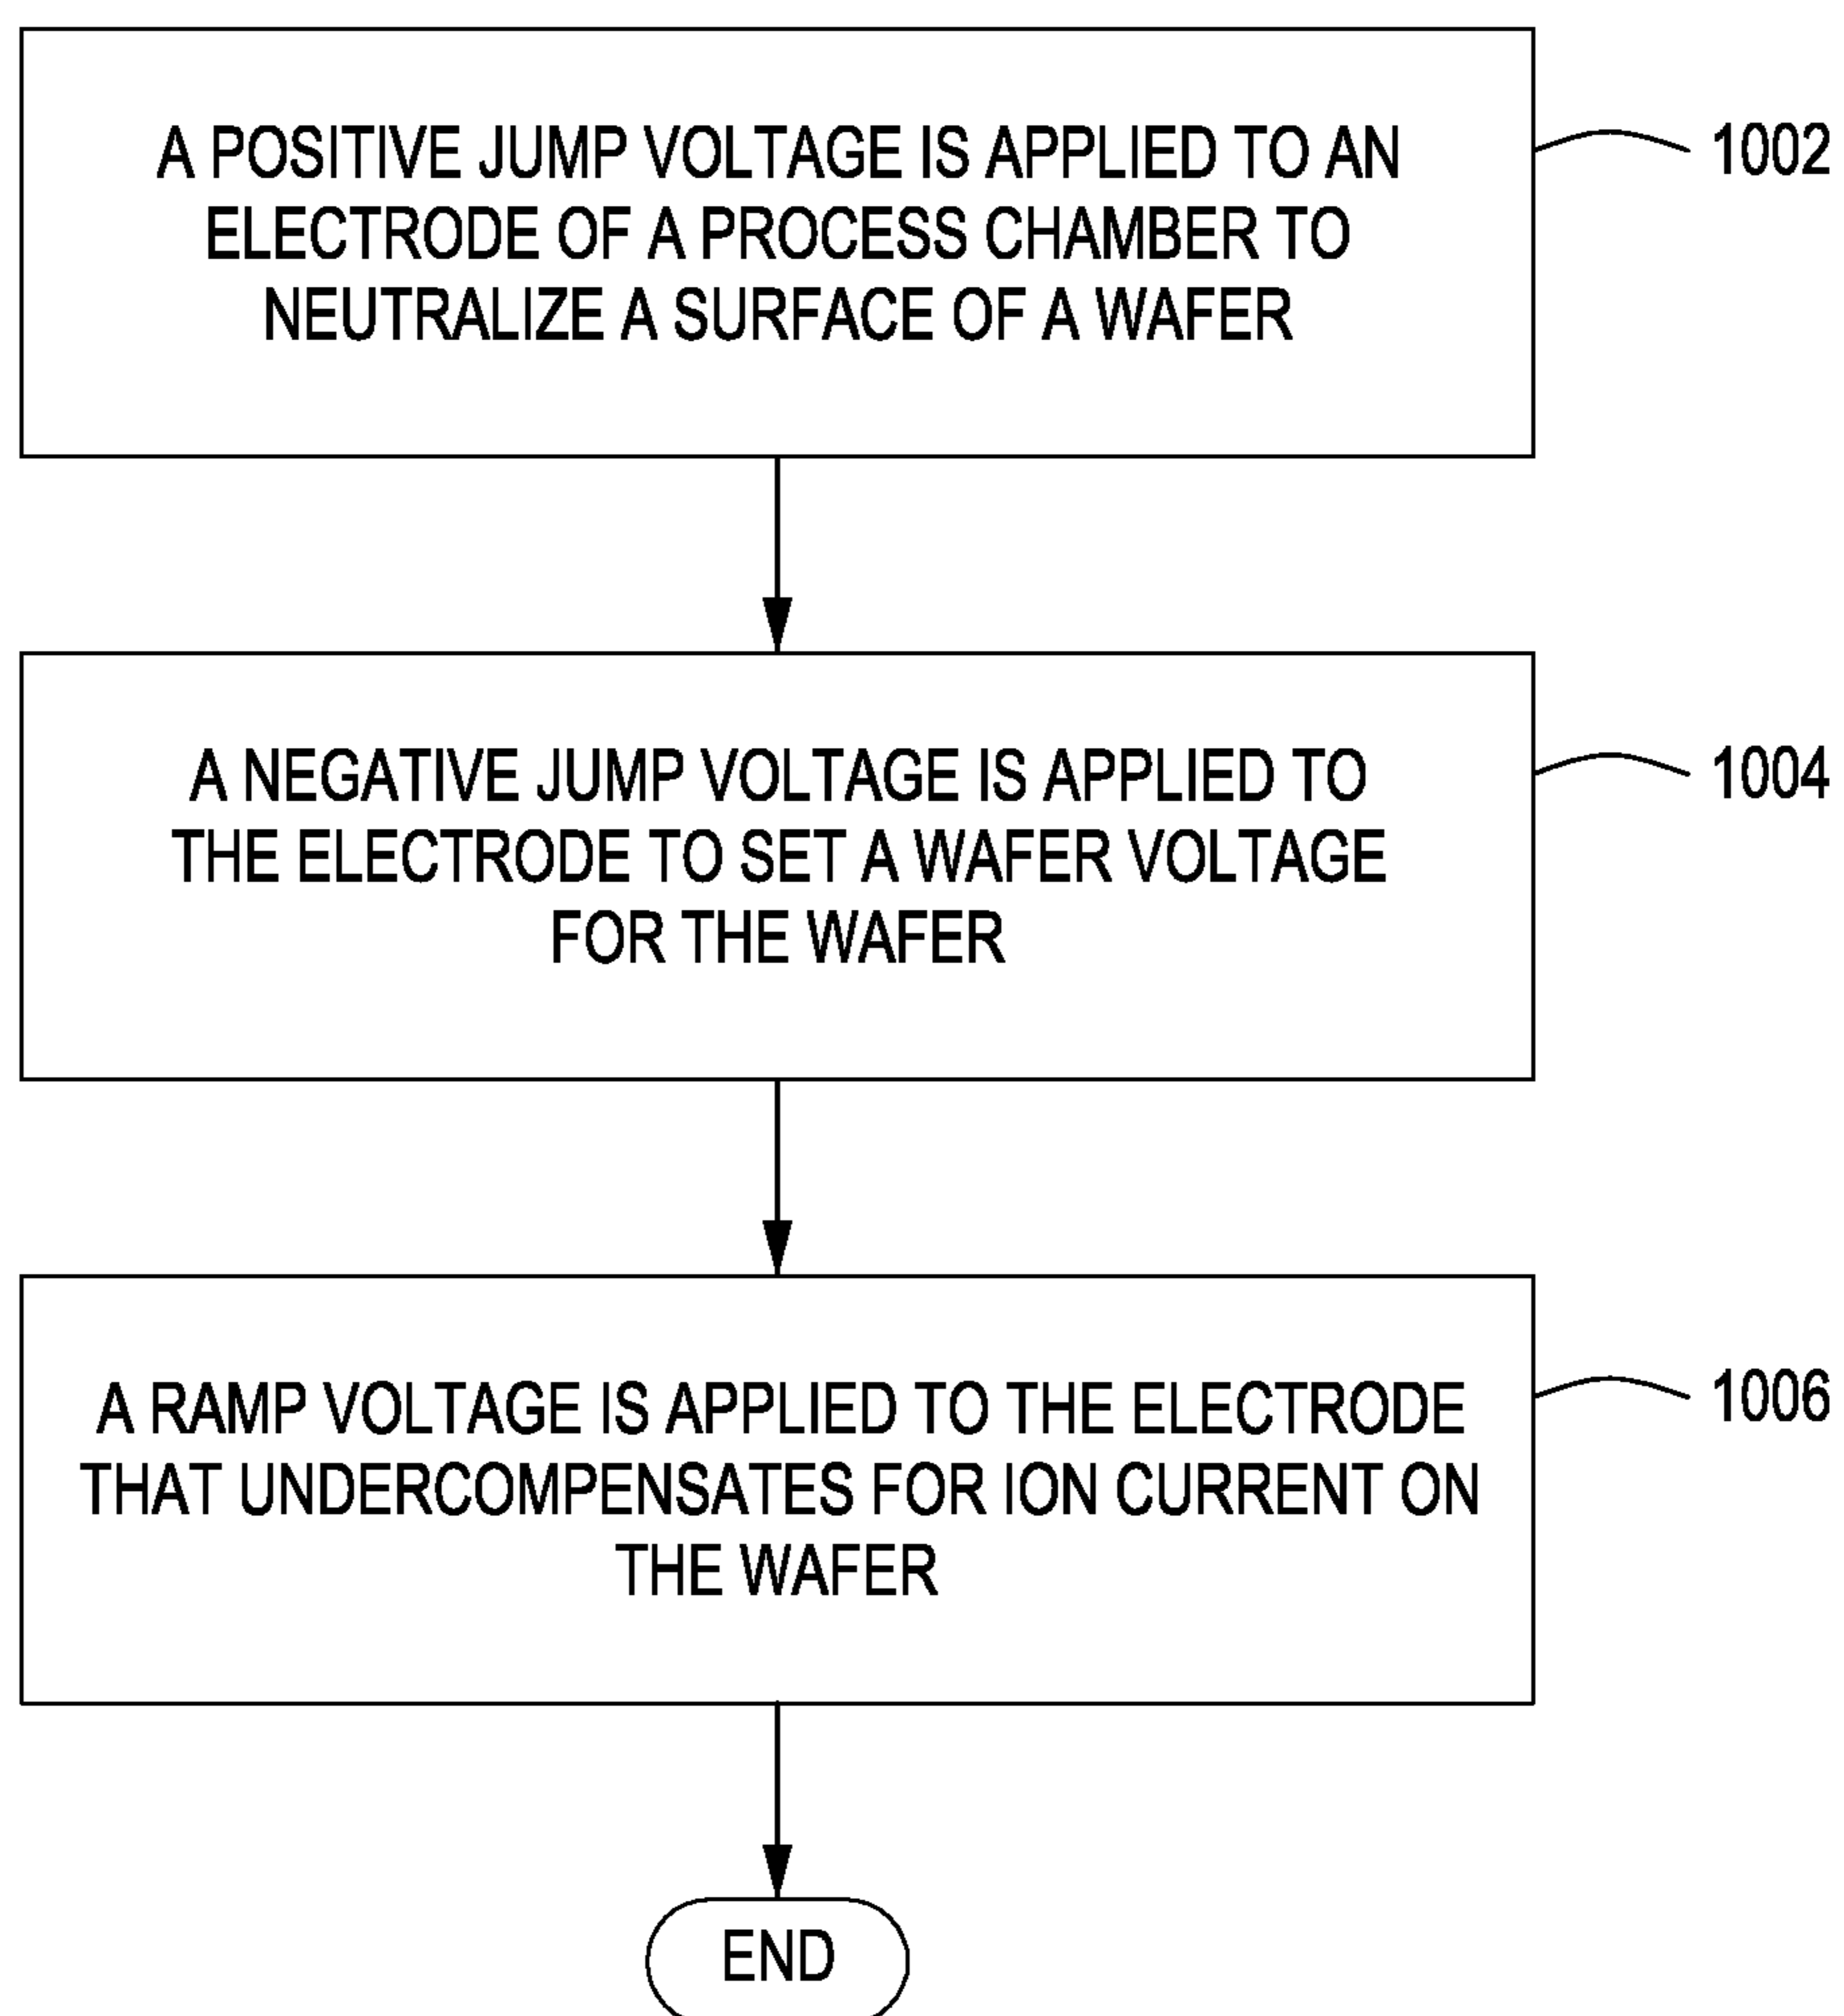 A POSITIVE JUMP VOLTAGE IS APPLIED TO AN
ELECTRODE OF A PROCESS CHAMBER TO
NEUTRALIZE A SURFACE OF A WAFER
1002
A NEGATIVE JUMP VOLTAGE IS APPLIED TO
THE ELECTRODE TO SET A WAFER VOLTAGE
FOR THE WAFER
1004
A RAMP VOLTAGE IS APPLIED TO THE ELECTRODE
THAT UNDERCOMPENSATES FOR ION CURRENT ON
THE WAFER
1006
END